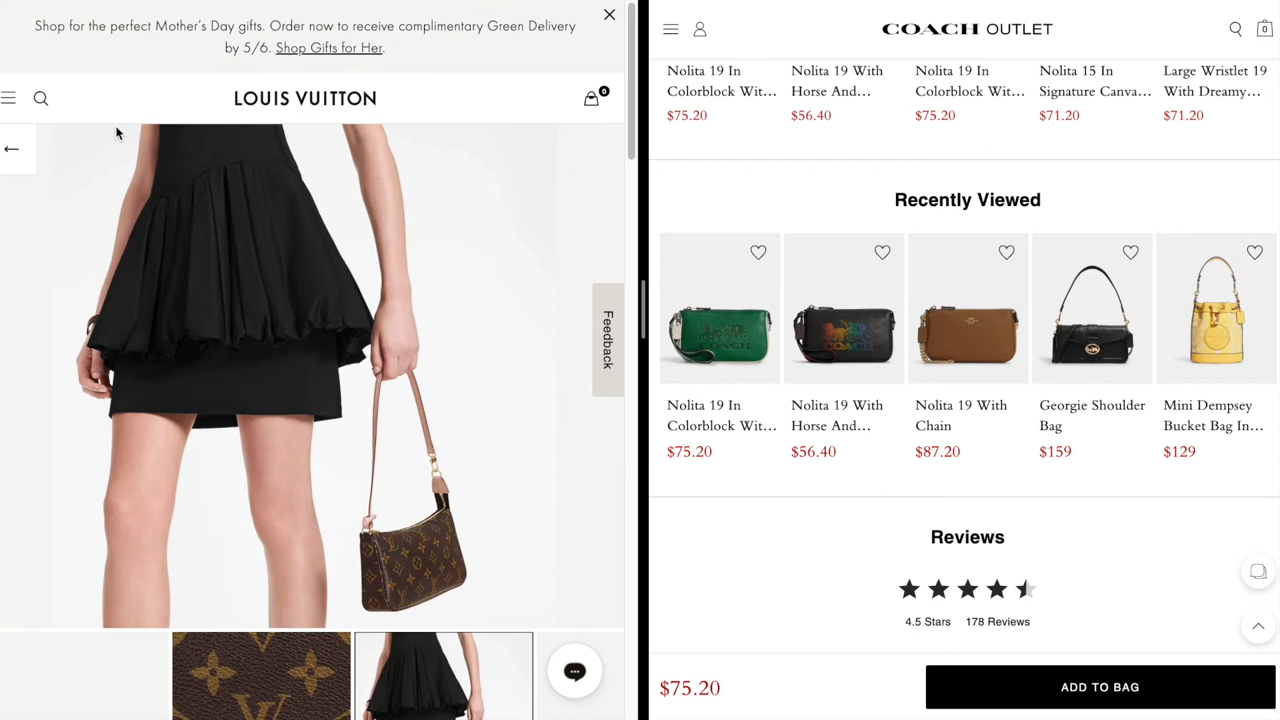 Shop for the perfect Mother's Day gifts. Order now to receive complimentary Green Delivery
by 5/6. Shop Gifts for Her.
LOUIS VUITTON
0
Feedback
COACH OUTLET
0
Nolita 19 In
Colorblock Wit...
$75.20
Nolita 19 With
Horse And...
$56.40
Nolita 19 In
Colorblock Wit...
$75.20
Nolita 15 In
Signature Canva...
$71.20
Large Wristlet 19
With Dreamy...
$71.20
Recently Viewed
Nolita 19 In
Colorblock Wit...
$75.20
Nolita 19 With
Horse And...
$56.40
Nolita 19 With
Chain
$87.20
Georgie Shoulder
Bag
$159
Mini Dempsey
Bucket Bag In...
$129
Reviews
4.5 Stars 178 Reviews
$75.20
ADD TO BAG